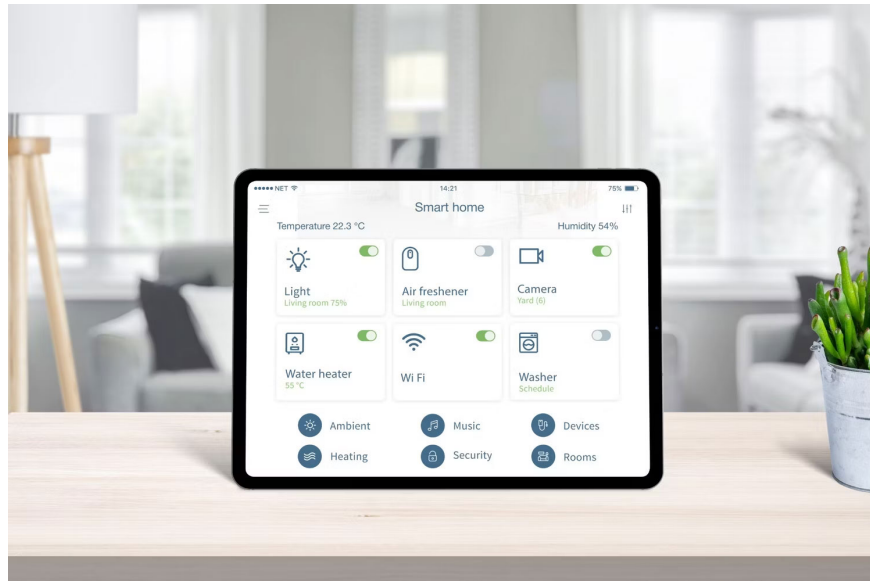 NET
14:21
75%
Smart home
Temperature 22.3 °C
Humidity 54%
Light
Living room 75%
Air freshener
Living room
Camera
Yard (6)
Water heater
55 °C
Wi Fi
Washer
Schedule
Ambient
Music
Devices
Heating
Security
Rooms